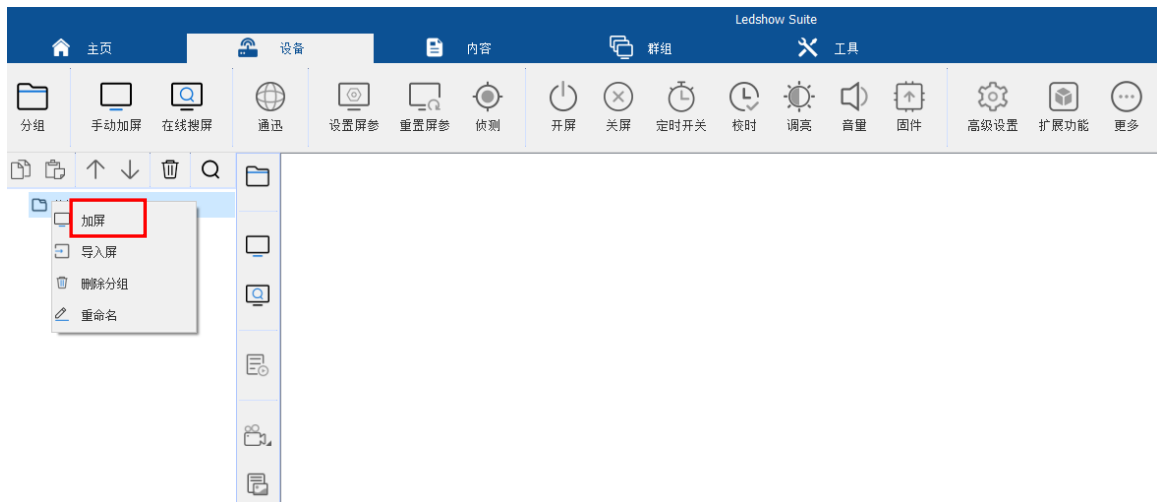 Ledshow Suite
主页 设备 内容 群组 工具
分组 手动加屏 在线搜屏 通迅 设置屏参 重置屏参 侦测 开屏 关屏 定时开关 校时 调亮 音量 固件 高级设置 扩展功能 更多
加屏
导入屏
删除分组
重命名